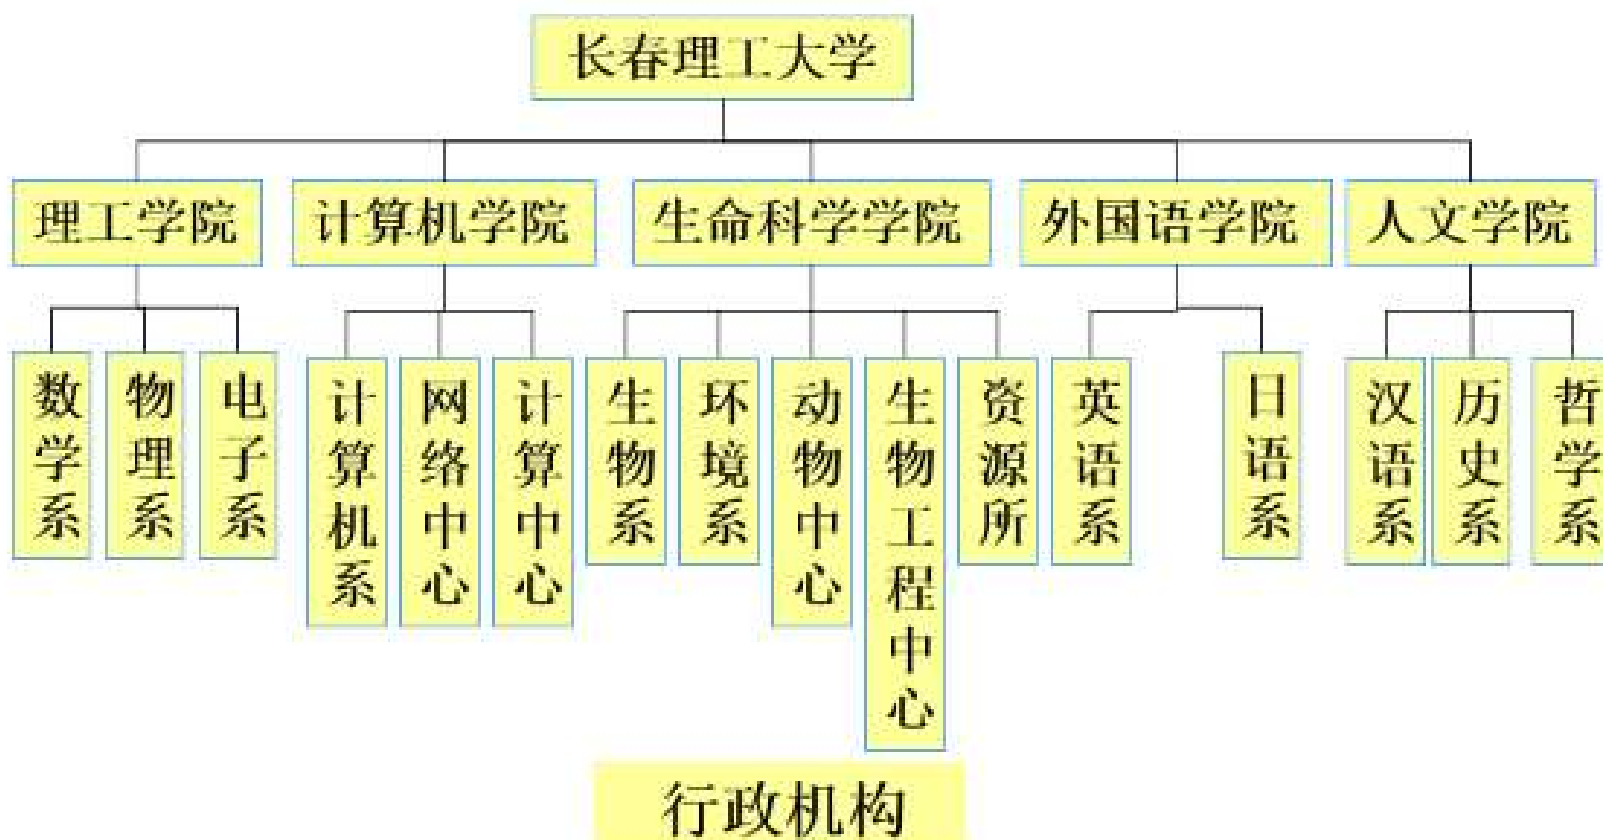 长春理工大学
理工学院
计算机学院
生命科学学院
外国语学院
人文学院
数学系
物理系
电子系
计算机系
网络中心
计算中心
生物系
环境系
动物中心
生物工程中心
资源所
英语系
日语系
汉语系
历史系
哲学系
行政机构